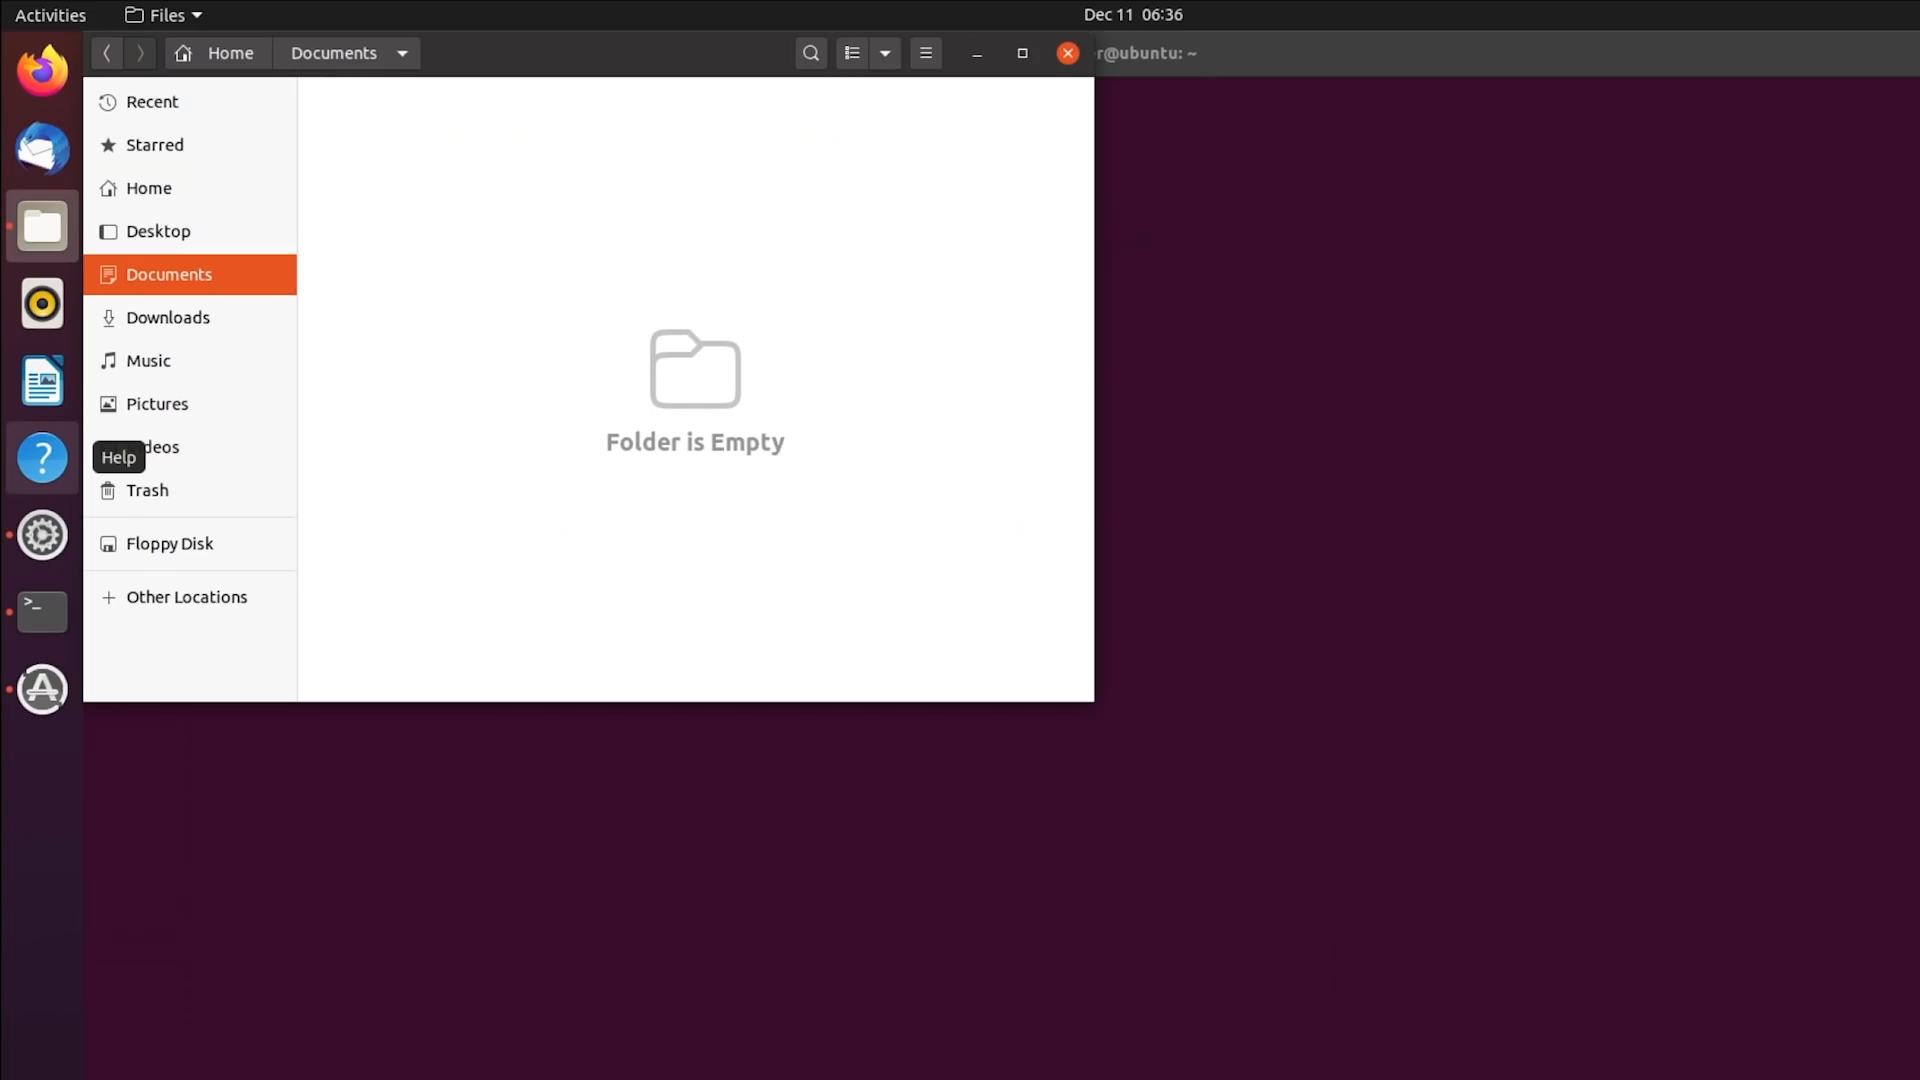 Activities
Files
Dec 11 06:36
Home
Documents
r@ubuntu: ~
Recent
Starred
Home
Desktop
Documents
Downloads
Music
Pictures
deos
Help
Trash
Floppy Disk
Other Locations
Folder is Empty
>_
?